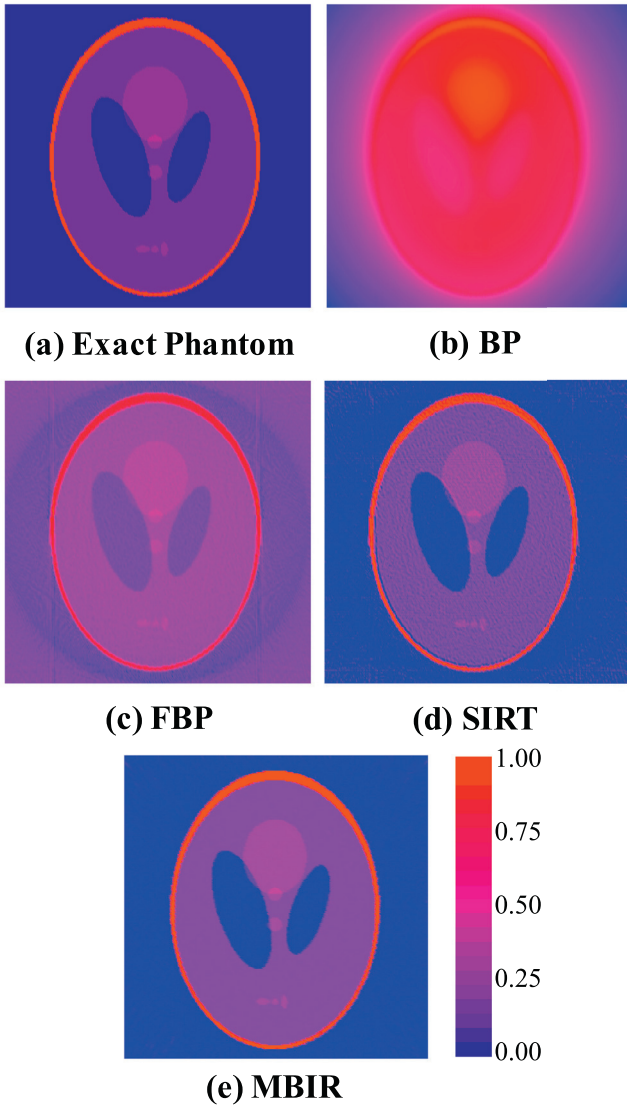 (a) Exact Phantom
(b) BP
(c) FBP
(d) SIRT
1.00
0.75
0.50
0.25
0.00
(e) MBIR